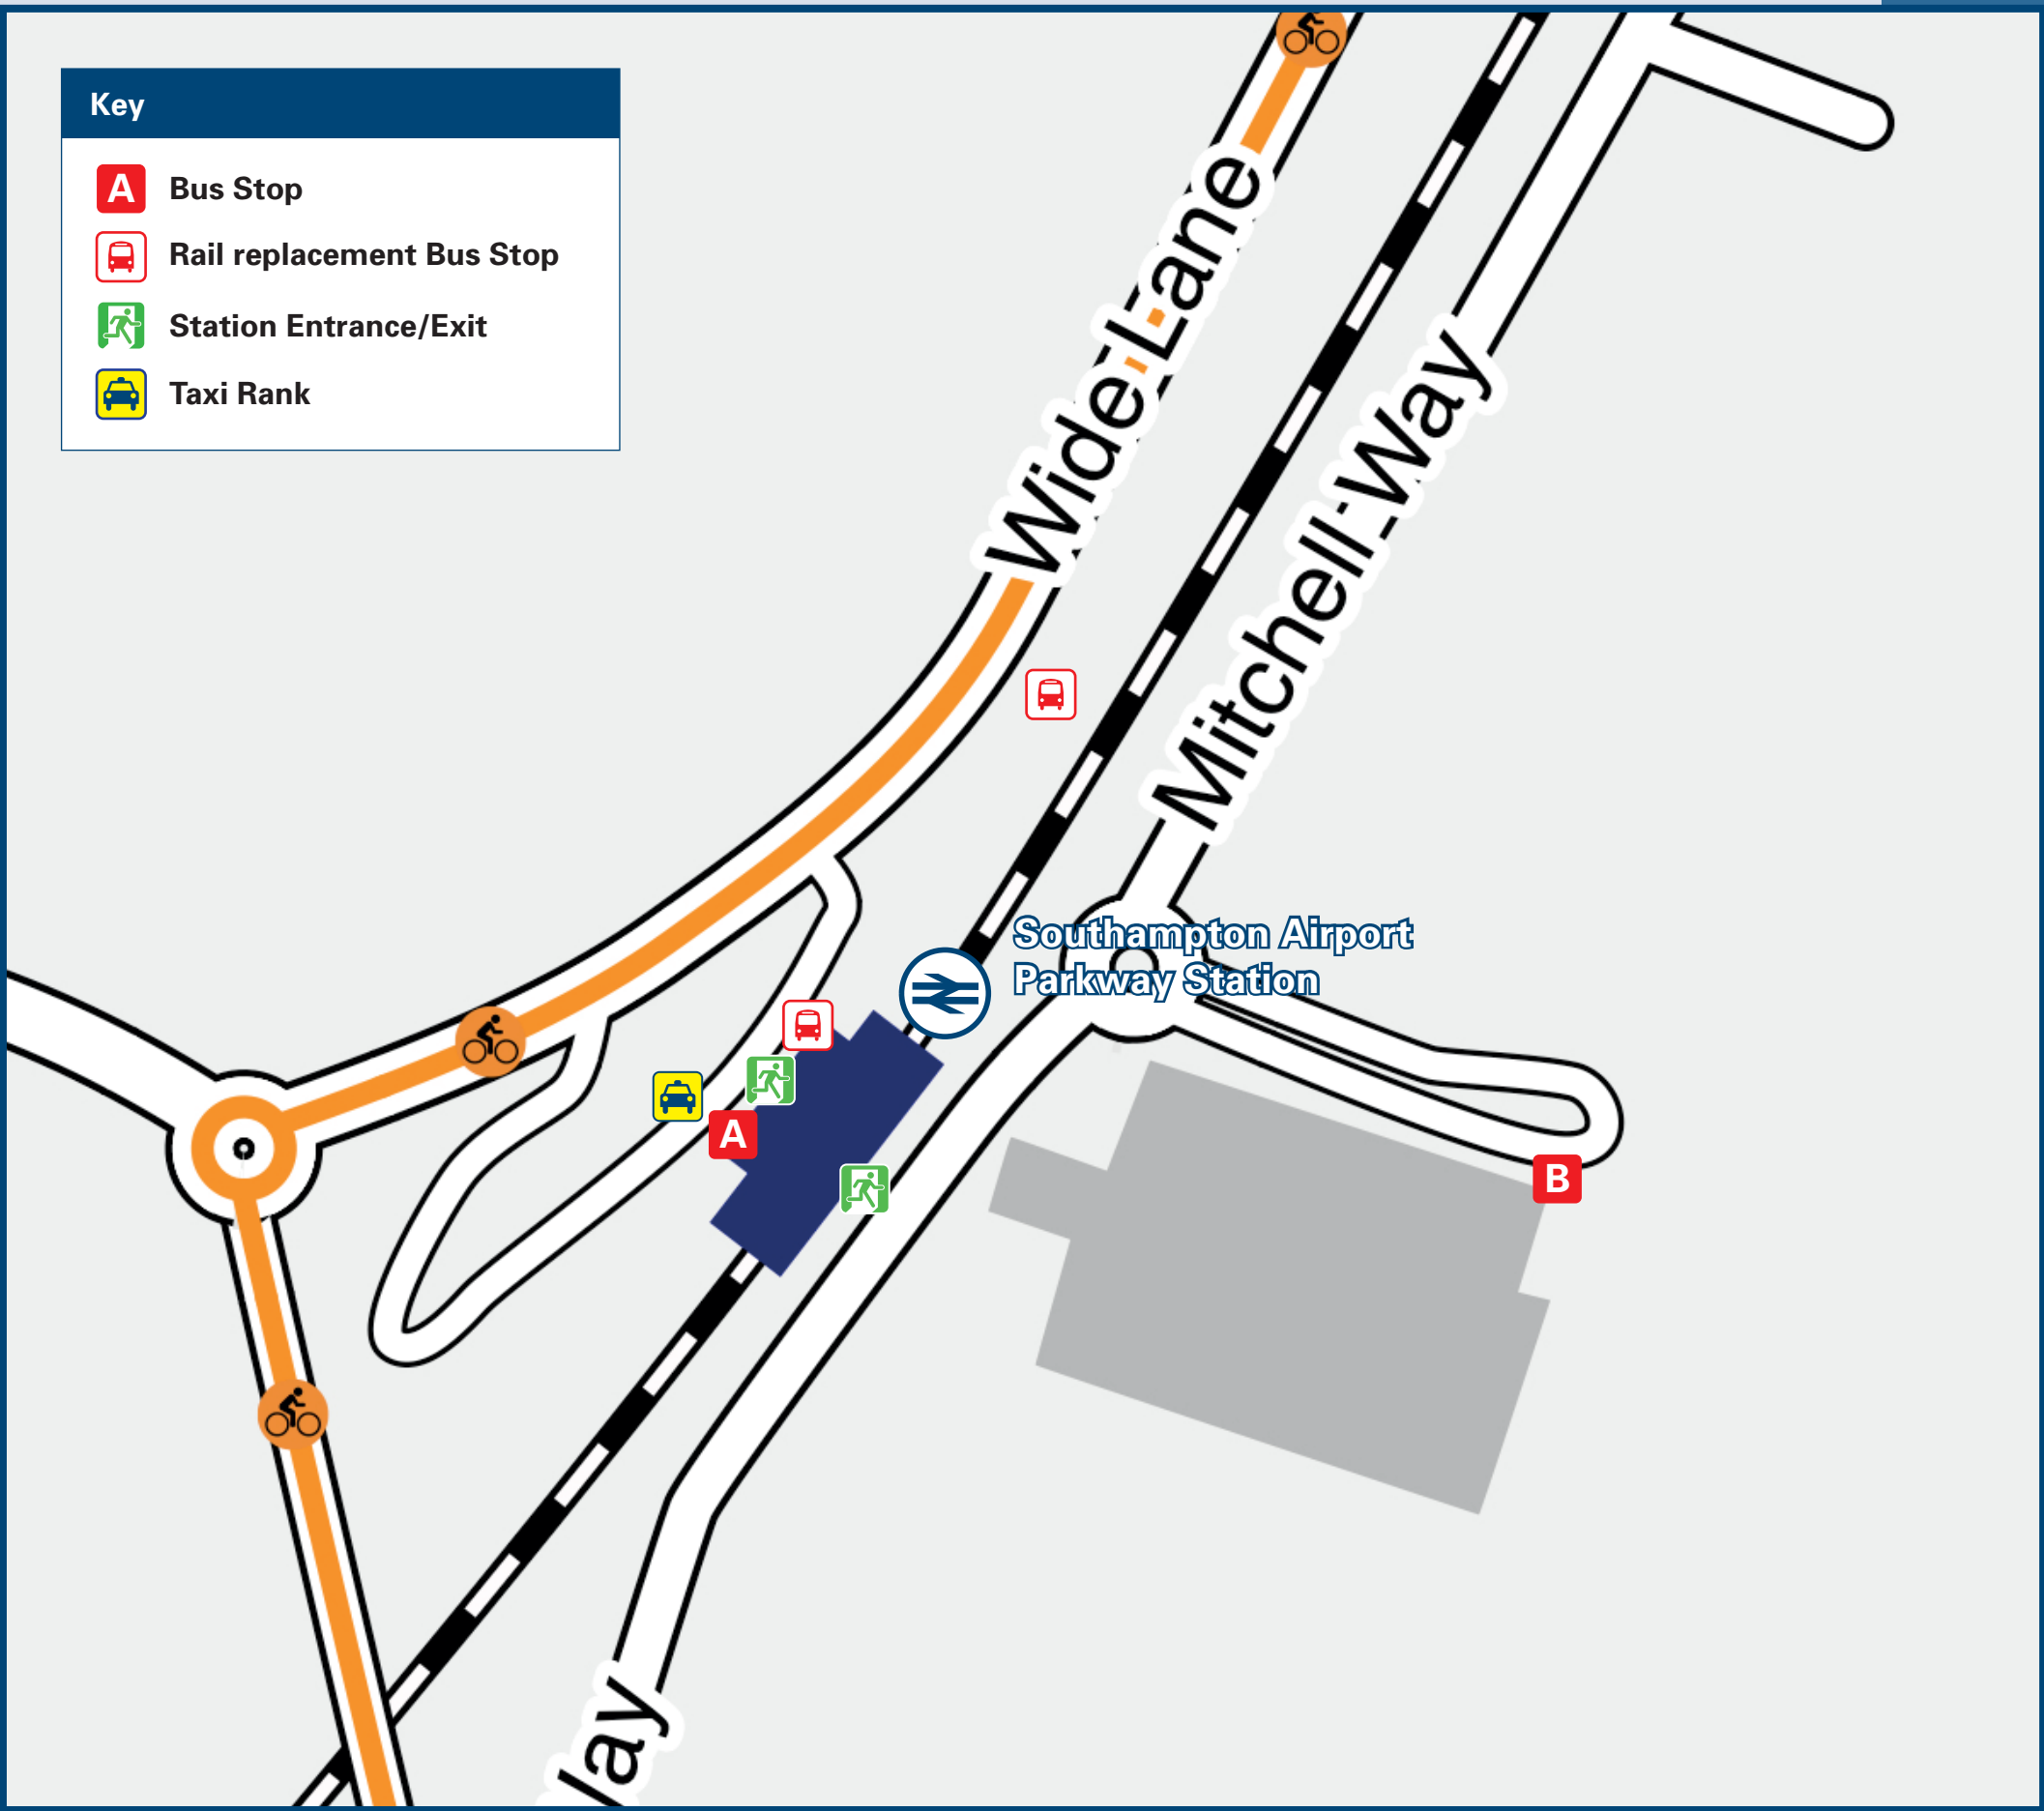 Key
A Bus Stop
Rail replacement Bus Stop
Station Entrance/Exit
Taxi Rank
Wide Lane
Mitchell Way
Southampton Airport
Parkway Station
A
B